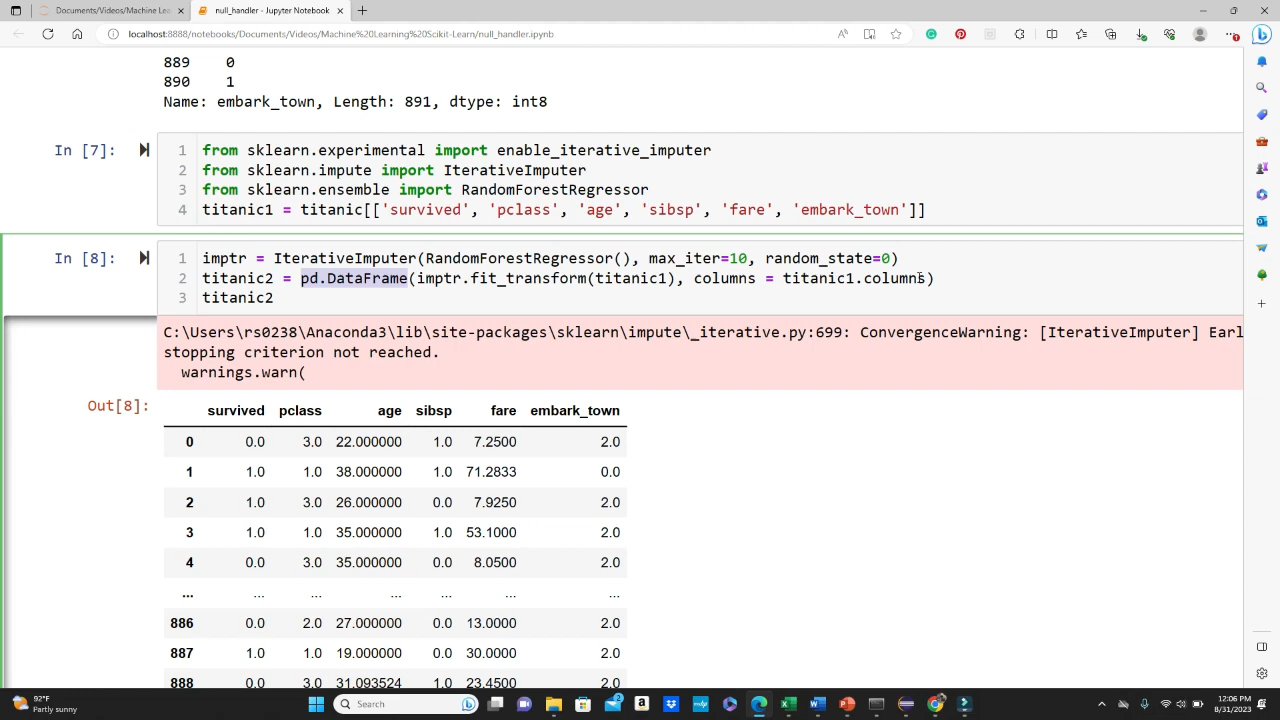 Documents/Videos/Machine Lea
null_handler - Jupyter Notebook
localhost:8888/notebooks/Documents/Videos/Machine%20Learning%20Scikit-Learn/null_handler.ipynb
889 0
890 1
Name: embark_town, Length: 891, dtype: int8
In [7]:
1 from sklearn.experimental import enable_iterative_imputer
2 from sklearn.impute import IterativeImputer
3 from sklearn.ensemble import RandomForestRegressor
4 titanic1 = titanic[['survived', 'pclass', 'age', 'sibsp', 'fare', 'embark_town']]
In [8]:
1 imptr = IterativeImputer(RandomForestRegressor(), max_iter=10, random_state=0)
2 titanic2 = pd.DataFrame(imptr.fit_transform(titanic1), columns = titanic1.columns)
3 titanic2
C:\Users\rs0238\Anaconda3\lib\site-packages\sklearn\impute\_iterative.py:699: ConvergenceWarning: [IterativeImputer] Earl
stopping criterion not reached.
warnings.warn(
Out[8]:
survived pclass age sibsp fare embark_town
0 0.0 3.0 22.000000 1.0 7.2500 2.0
1 1.0 1.0 38.000000 1.0 71.2833 0.0
2 1.0 3.0 26.000000 0.0 7.9250 2.0
3 1.0 1.0 35.000000 1.0 53.1000 2.0
4 0.0 3.0 35.000000 0.0 8.0500 2.0
... ... ... ... ... ... ...
886 0.0 2.0 27.000000 0.0 13.0000 2.0
887 1.0 1.0 19.000000 0.0 30.0000 2.0
888 0.0 3.0 31.093524 1.0 23.4500 2.0
92°F
Partly sunny
Search
12:06 PM
8/31/2023